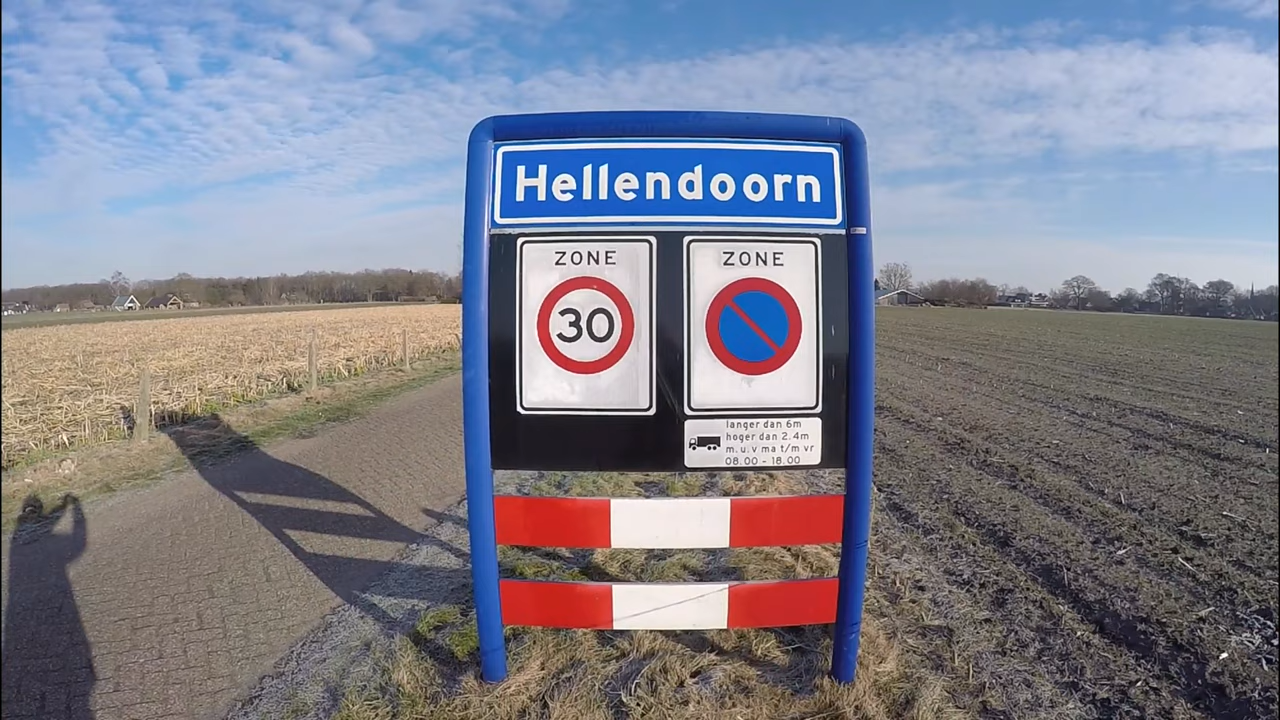 Hellendoorn
ZONE
30
ZONE
langer dan 6m
hoger dan 2.4m
m.u.v ma t/m vr
08.00 - 18.00